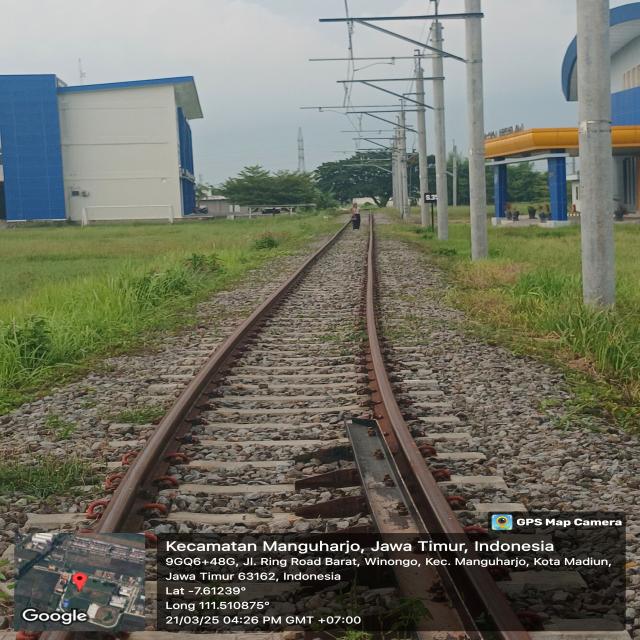 S.35
GPS Map Camera
Kecamatan Manguharjo, Jawa Timur, Indonesia
9GQ6+48G, Jl. Ring Road Barat, Winongo, Kec. Manguharjo, Kota Madiun,
Jawa Timur 63162, Indonesia
Lat -7.61239°
Long 111.510875°
21/03/25 04:26 PM GMT +07:00
Google